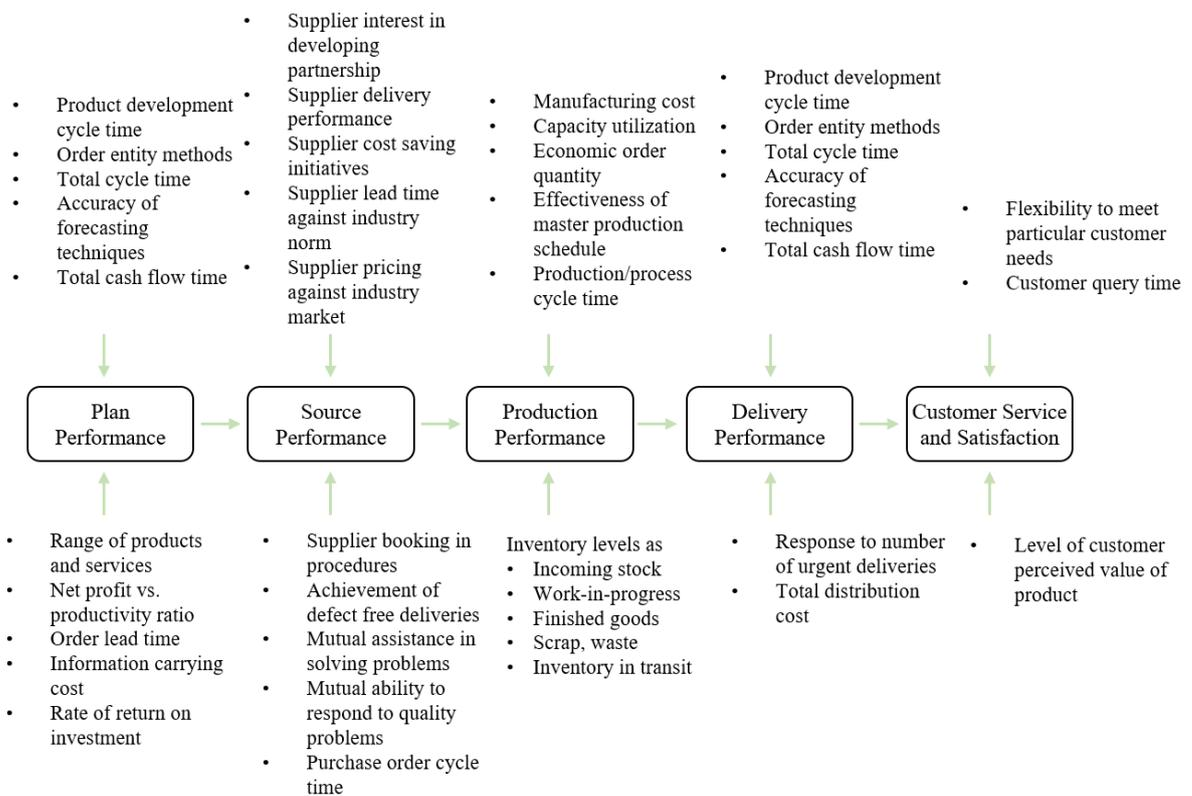 • Product development
cycle time
• Order entity methods
• Total cycle time
• Accuracy of
forecasting
techniques
• Total cash flow time
• Supplier interest in
developing
partnership
• Supplier delivery
performance
• Supplier cost saving
initiatives
• Supplier lead time
against industry
norm
• Supplier pricing
against industry
market
• Manufacturing cost
• Capacity utilization
• Economic order
quantity
• Effectiveness of
master production
schedule
• Production/process
cycle time
• Product development
cycle time
• Order entity methods
• Total cycle time
• Accuracy of
forecasting
techniques
• Total cash flow time
• Flexibility to meet
particular customer
needs
• Customer query time
Plan
Performance
Source
Performance
Production
Performance
Delivery
Performance
Customer Service
and Satisfaction
• Range of products
and services
• Net profit vs.
productivity ratio
• Order lead time
• Information carrying
cost
• Rate of return on
investment
• Supplier booking in
procedures
• Achievement of
defect free deliveries
• Mutual assistance in
solving problems
• Mutual ability to
respond to quality
problems
• Purchase order cycle
time
Inventory levels as
• Incoming stock
• Work-in-progress
• Finished goods
• Scrap, waste
• Inventory in transit
• Response to number
of urgent deliveries
• Total distribution
cost
• Level of customer
perceived value of
product